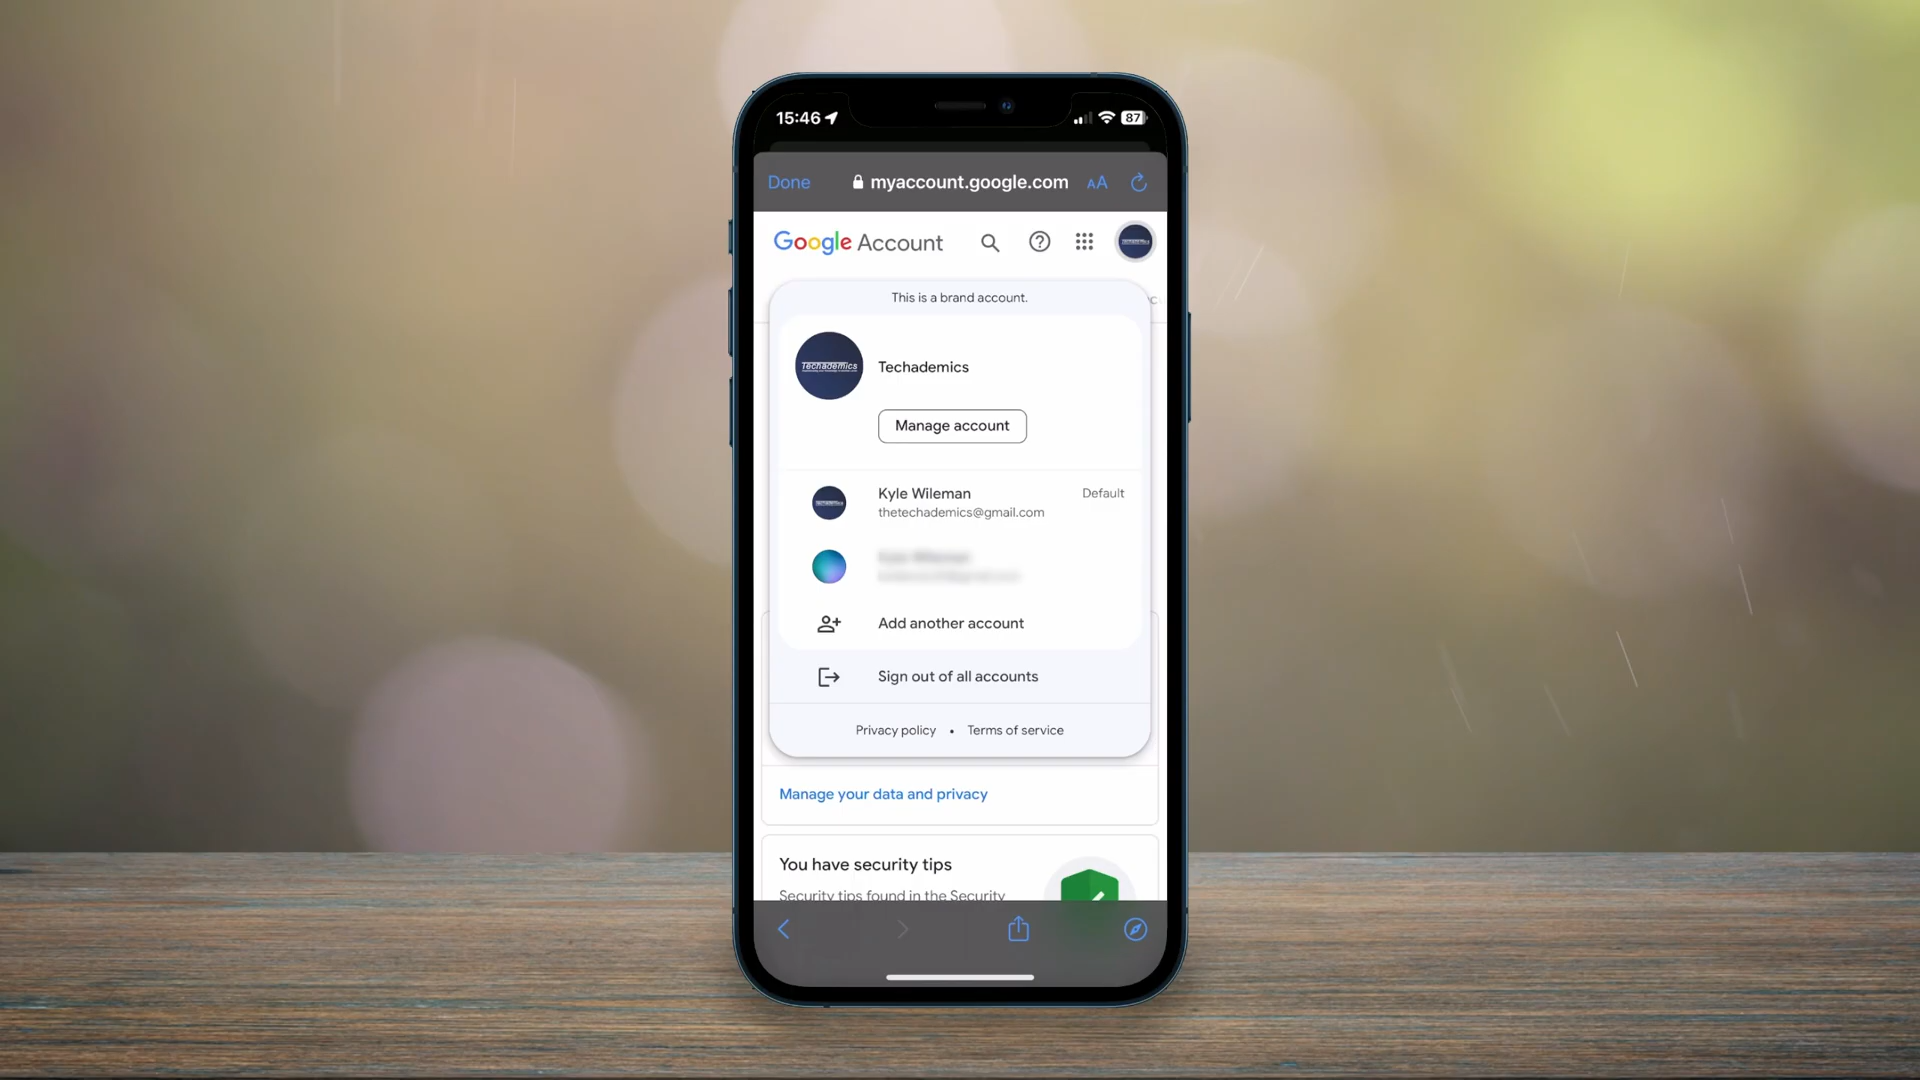 15:46
87
Done
myaccount.google.com
AA
Google Account
This is a brand account.
Techademics
Techademics
Manage account
Kyle Wileman
Default
thetechademics@gmail.com
Add another account
Sign out of all accounts
Privacy policy • Terms of service
Manage your data and privacy
You have security tips
Security tips found in the Security